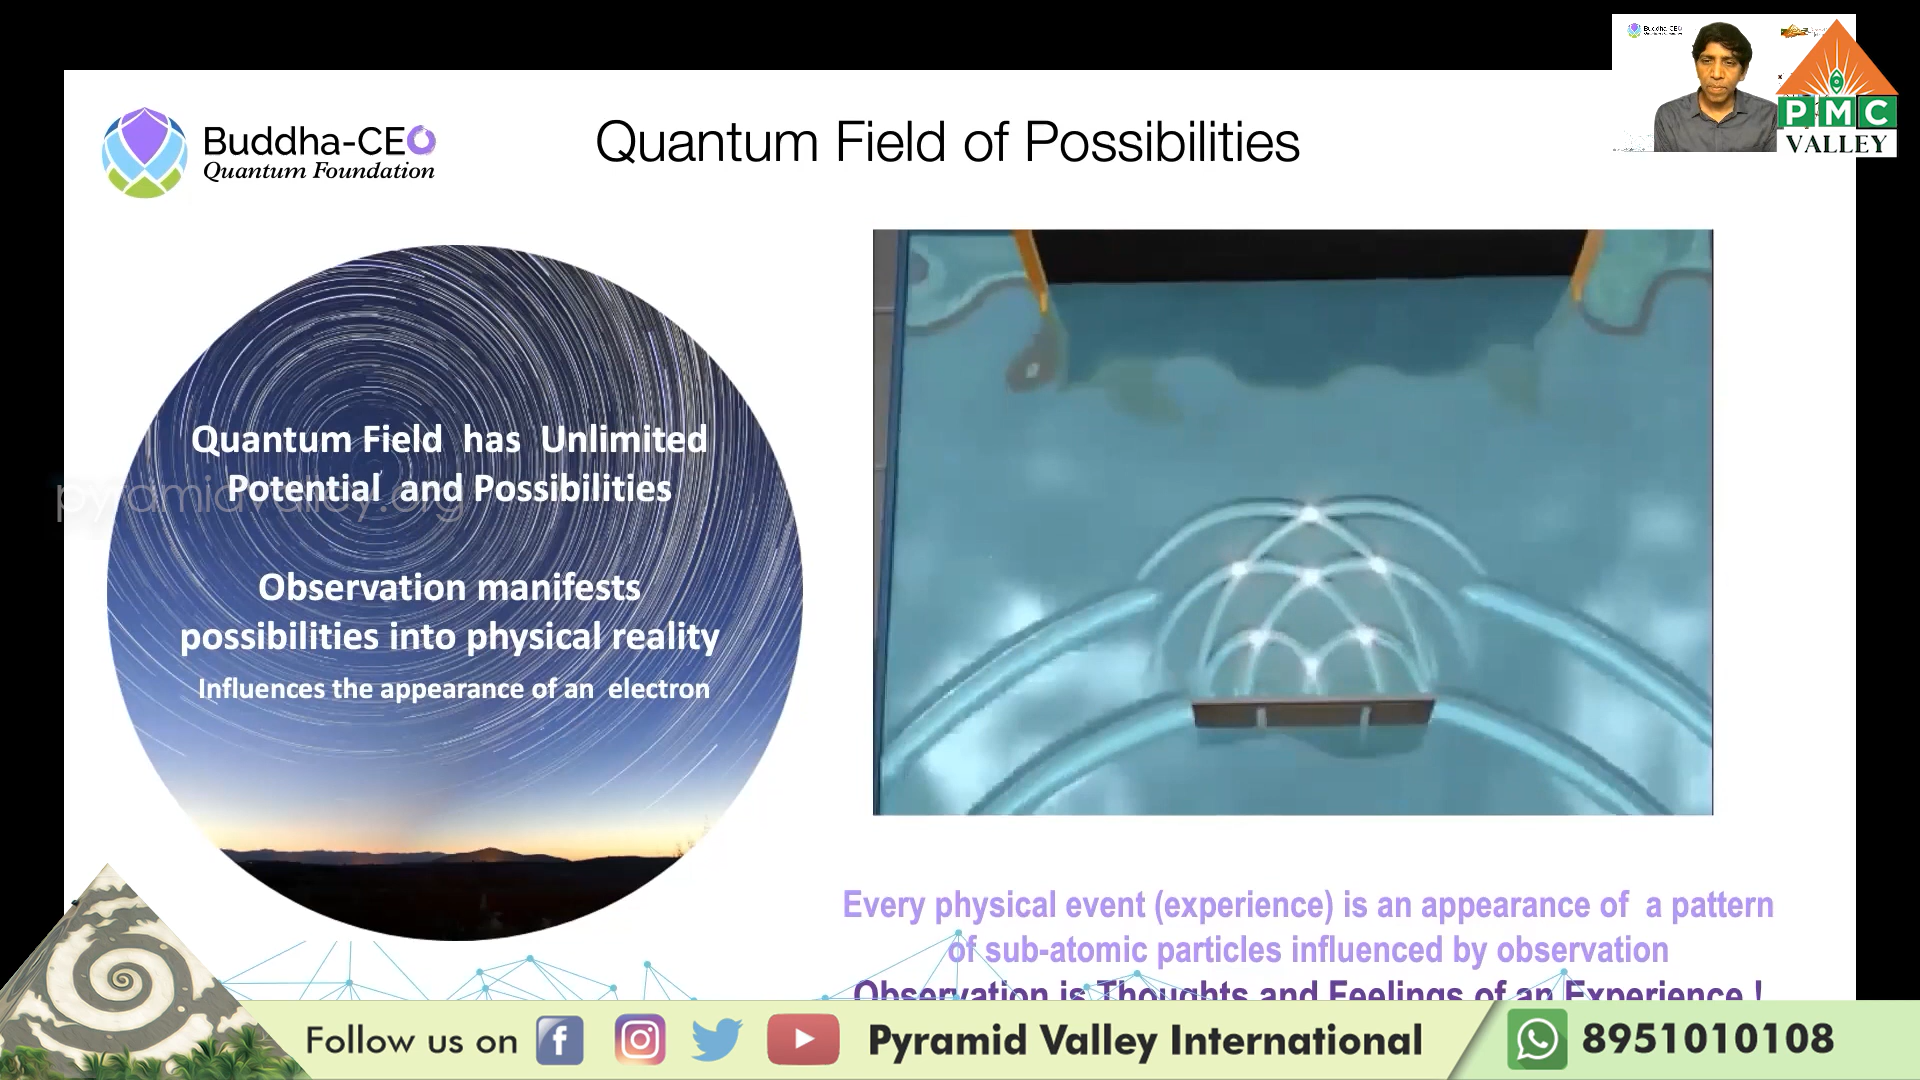 Buddha-CEO
Quantum Foundation
Quantum Field of Possibilities
Buddha-CEO
PMC
VALLEY
Quantum Field has Unlimited
Potential and Possibilities
pyramidvalley.org
Observation manifests
possibilities into physical reality
Influences the appearance of an electron
Every physical event (experience) is an appearance of a pattern
of sub-atomic particles influenced by observation
Observation is Thoughts and Feelings of an Experience !
Follow us on
Pyramid Valley International
8951010108